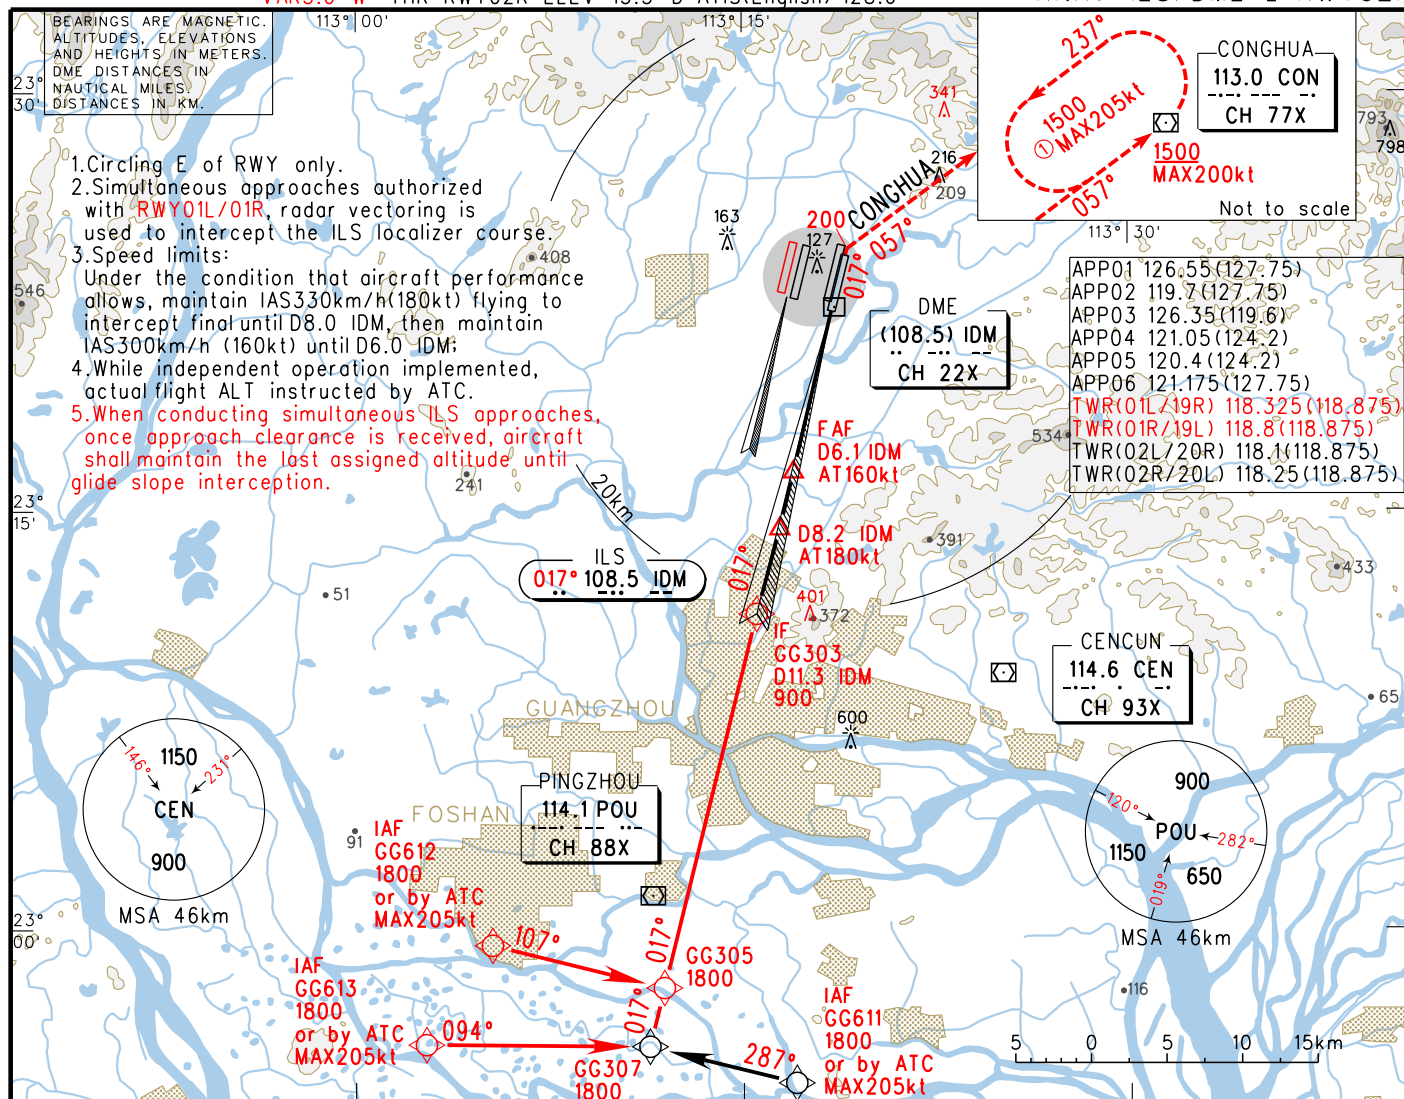 BEARINGS ARE MAGNETIC.
ALTITUDES, ELEVATIONS
AND HEIGHTS IN METERS.
DME DISTANCES IN
NAUTICAL MILES.
DISTANCES IN KM.
113° 00'
113° 15'
23°
30'
1.Circling E of RWY only.
2.Simultaneous approaches authorized
with RWY01L/01R, radar vectoring is
used to intercept the ILS localizer course.
3.Speed limits:
Under the condition that aircraft performance
allows, maintain IAS330km/h(180kt) flying to
intercept final until D8.0 IDM, then maintain
IAS300km/h (160kt) until D6.0 IDM;
4.While independent operation implemented,
actual flight ALT instructed by ATC.
5.When conducting simultaneous ILS approaches,
once approach clearance is received, aircraft
shall maintain the last assigned altitude until
glide slope interception.
237°
1500
① MAX205kt
057°
1500
MAX200kt
Not to scale
CONGHUA
113.0 CON
CH 77X
113° 30'
341
793
798
216
209
163
CONGHUA
057°
200
127
017°
408
546
APP01 126.55(127.75)
APP02 119.7(127.75)
APP03 126.35(119.6)
APP04 121.05(124.2)
APP05 120.4(124.2)
APP06 121.175(127.75)
TWR(01L/19R) 118.325(118.875)
TWR(01R/19L) 118.8(118.875)
TWR(02L/20R) 118.1(118.875)
TWR(02R/20L) 118.25(118.875)
DME
(108.5) IDM
CH 22X
FAF
D6.1 IDM
AT160kt
534
241
20km
23°
15'
D8.2 IDM
AT180kt
391
433
ILS
017° 108.5 IDM
017°
51
401
372
IF
GG303
D11.3 IDM
900
CENCUN
114.6 CEN
CH 93X
65
GUANGZHOU
600
146°
1150
231°
CEN
900
MSA 46km
PINGZHOU
114.1 POU
CH 88X
FOSHAN
91
900
120°
POU
282°
1150
650
019°
MSA 46km
IAF
GG612
1800
or by ATC
MAX205kt
107°
23°
00'
017°
GG305
1800
116
IAF
GG613
1800
or by ATC
MAX205kt
094°
017°
GG307
1800
287°
IAF
GG611
1800
or by ATC
MAX205kt
5 0 5 10 15km